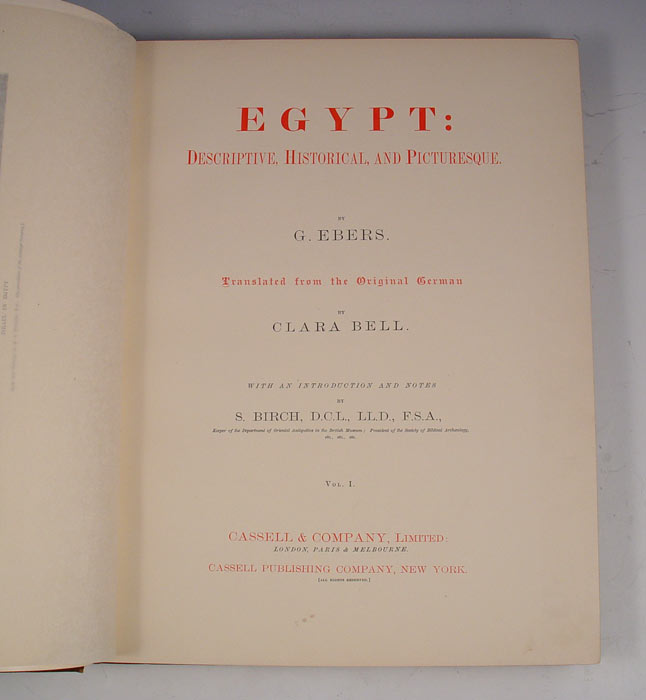 EGYPT:
DESCRIPTIVE, HISTORICAL, AND PICTURESQUE.
BY
G. EBERS.
Translated from the Original German
BY
CLARA BELL.
WITH AN INTRODUCTION AND NOTES
BY
S. BIRCH, D.C.L., LL.D., F.S.A.,
Keeper of the Department of Oriental Antiquities in the British Museum; President of the Society of Biblical Archæology,
etc., etc., etc.
VOL. I.
CASSELL & COMPANY, LIMITED:
LONDON, PARIS & MELBOURNE.
CASSELL PUBLISHING COMPANY, NEW YORK.
[ALL RIGHTS RESERVED.]